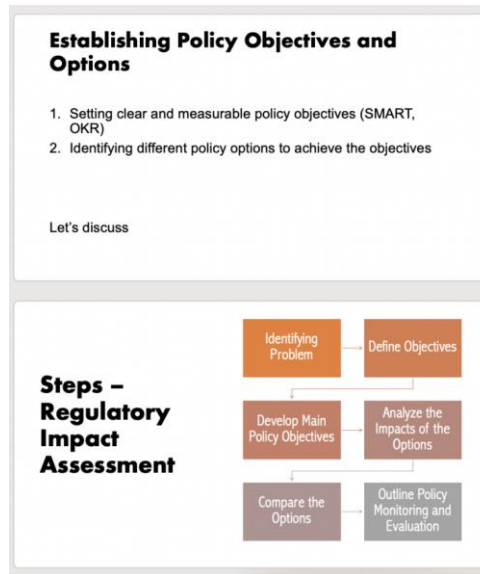 Establishing Policy Objectives and
Options
1. Setting clear and measurable policy objectives (SMART,
OKR)
2. Identifying different policy options to achieve the objectives
Let's discuss
Steps –
Regulatory
Impact
Assessment
Identifying
Problem
Define Objectives
Develop Main
Policy Objectives
Analyze the
Impacts of the
Options
Compare the
Options
Outline Policy
Monitoring and
Evaluation